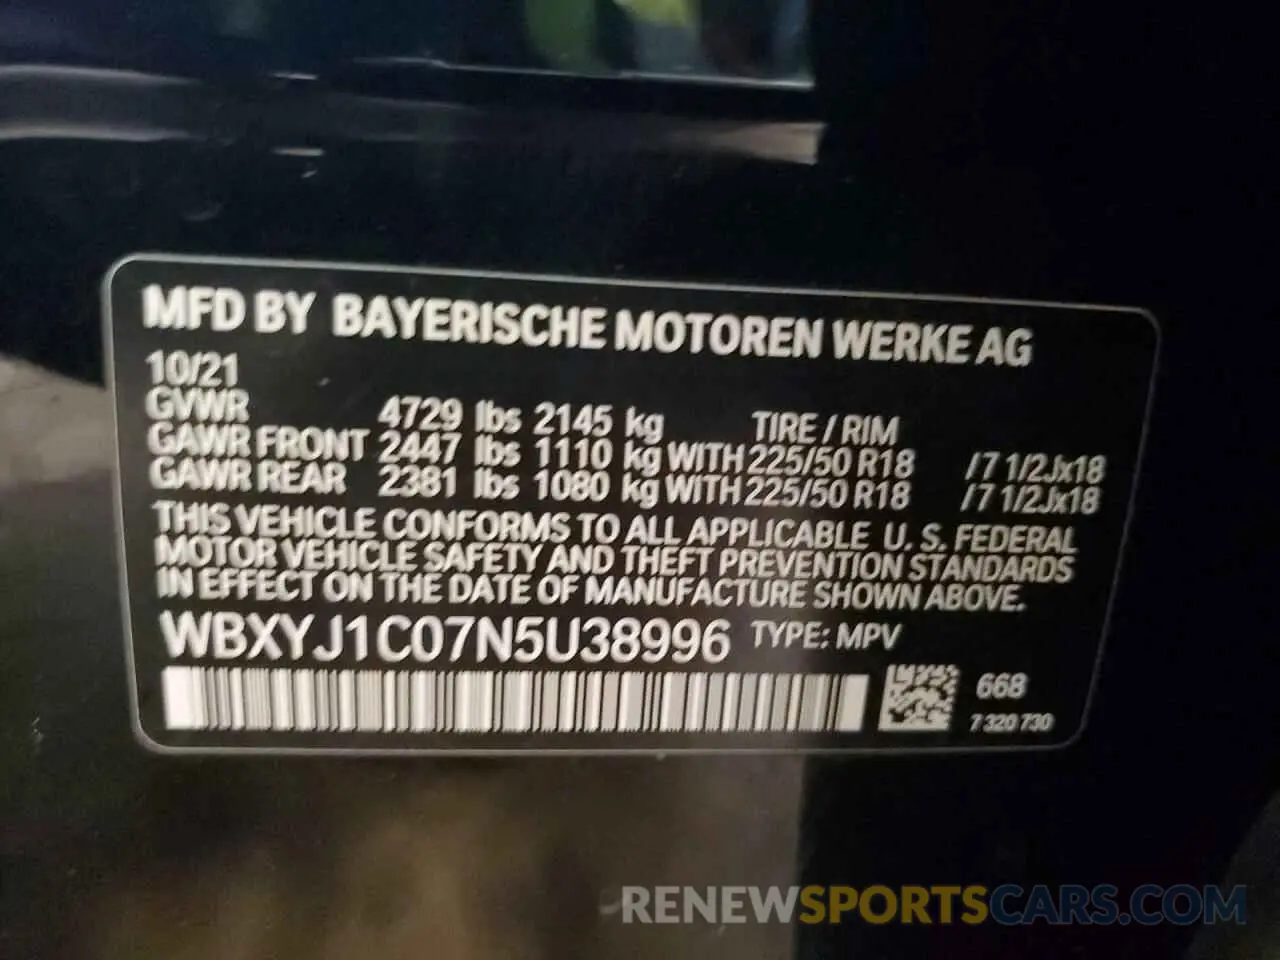 MFD BY BAYERISCHE MOTOREN WERKE AG
10/21
GVWR 4729 lbs 2145 kg TIRE / RIM
GAWR FRONT 2447 lbs 1110 kg WITH 225/50 R18 /7 1/2Jx18
GAWR REAR 2381 lbs 1080 kg WITH 225/50 R18 /7 1/2Jx18
THIS VEHICLE CONFORMS TO ALL APPLICABLE U. S. FEDERAL
MOTOR VEHICLE SAFETY AND THEFT PREVENTION STANDARDS
IN EFFECT ON THE DATE OF MANUFACTURE SHOWN ABOVE.
WBXYJ1C07N5U38996 TYPE: MPV
668
7 320 730
RENEWSPORTSCARS.COM